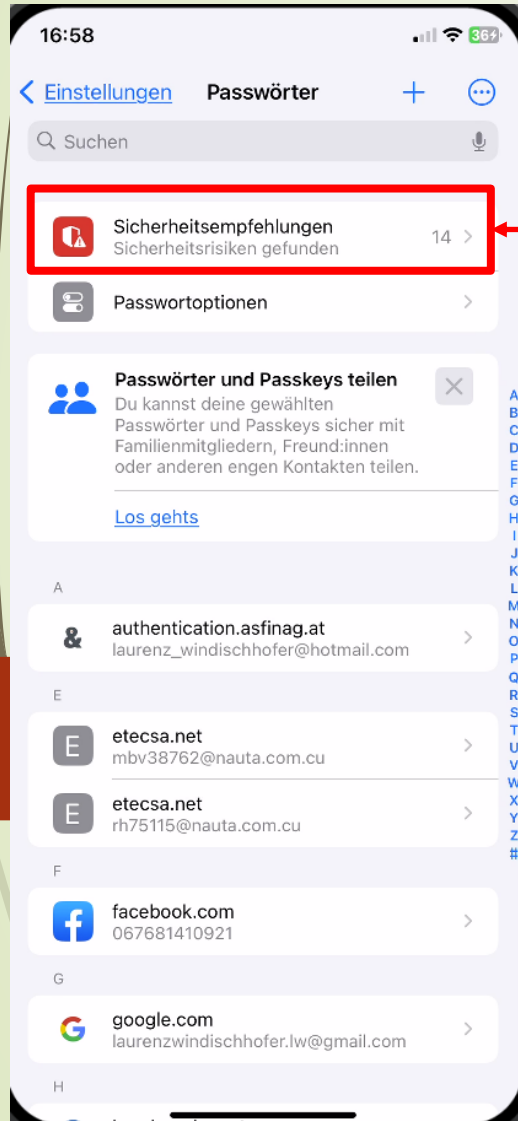 16:58
36
Einstellungen Passwörter
Suchen
Sicherheitsempfehlungen
Sicherheitsrisiken gefunden
14
Passwortoptionen
Passwörter und Passkeys teilen
Du kannst deine gewählten
Passwörter und Passkeys sicher mit
Familienmitgliedern, Freund:innen
oder anderen engen Kontakten teilen.
Los gehts
A
&
authentication.asfinag.at
laurenz_windischhofer@hotmail.com
E
E
etecsa.net
mbv38762@nauta.com.cu
E
etecsa.net
rh75115@nauta.com.cu
F
facebook.com
067681410921
G
google.com
laurenzwindischhofer.lw@gmail.com
H
A
B
C
D
E
F
G
H
I
J
K
L
M
N
O
P
Q
R
S
T
U
V
W
X
Y
Z
#